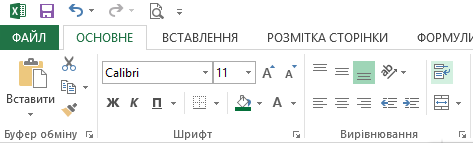 ФАЙЛ ОСНОВНЕ ВСТАВЛЕННЯ РОЗМІТКА СТОРІНКИ ФОРМУЛИ
Calibri 11 А А
Вставити
Ж К П А
Буфер обміну Шрифт Вирівнювання